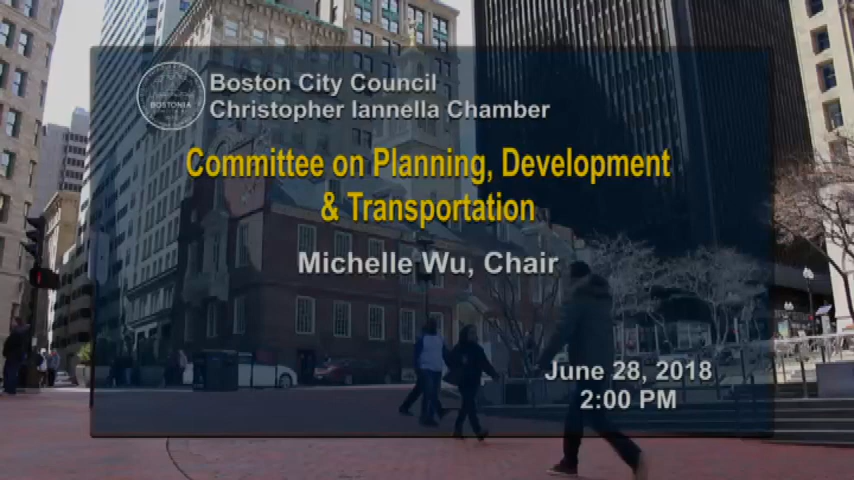 BOSTONIA
Boston City Council
Christopher Iannella Chamber
Committee on Planning, Development
& Transportation
Michelle Wu, Chair
June 28, 2018
2:00 PM